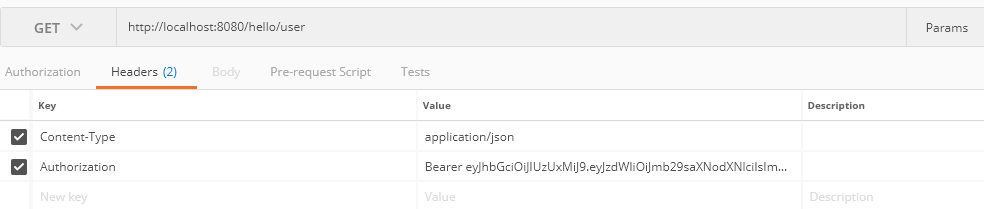 GET http://localhost:8080/hello/user Params
Authorization Headers (2) Body Pre-request Script Tests
Key Value Description
Content-Type application/json
Authorization Bearer eyJhbGciOiJIUzUxMiJ9.eyJzdWIiOiJmb29saXNodXNlciIsIm...
New key Value Description